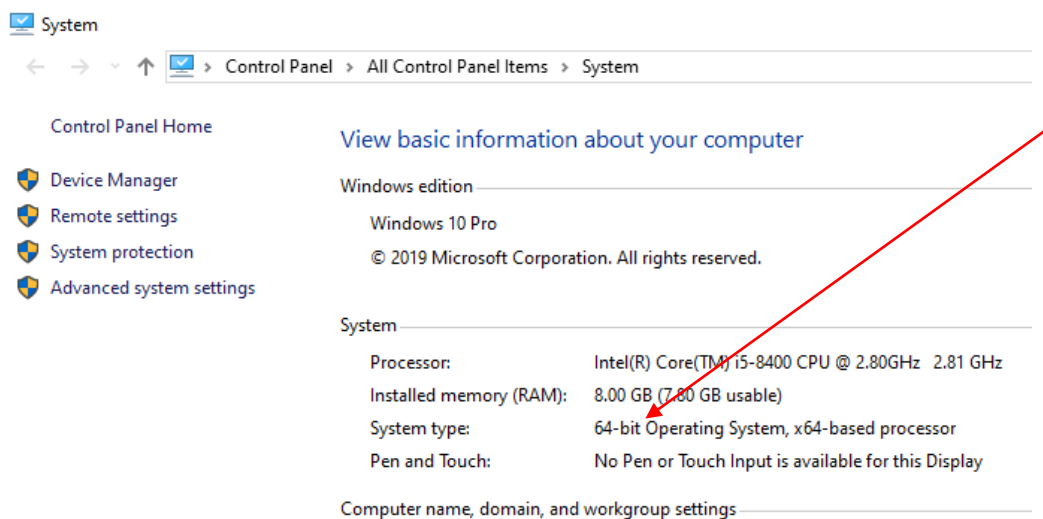 System
Control Panel > All Control Panel Items > System
Control Panel Home
Device Manager
Remote settings
System protection
Advanced system settings
View basic information about your computer
Windows edition
Windows 10 Pro
© 2019 Microsoft Corporation. All rights reserved.
System
Processor: Intel(R) Core(TM) i5-8400 CPU @ 2.80GHz 2.81 GHz
Installed memory (RAM): 8.00 GB (7.80 GB usable)
System type: 64-bit Operating System, x64-based processor
Pen and Touch: No Pen or Touch Input is available for this Display
Computer name, domain, and workgroup settings